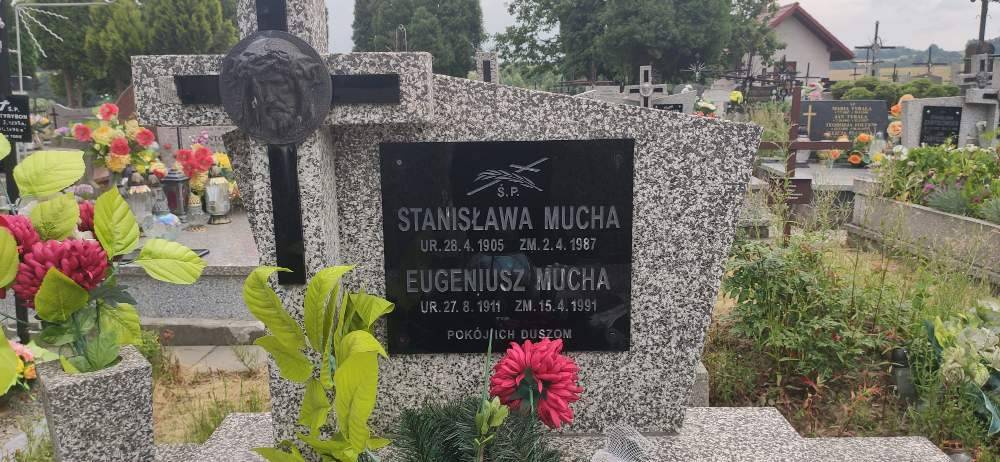 Ś.P.
STANISŁAWA MUCHA
UR. 28. 4. 1905 ZM. 2. 4. 1987
EUGENIUSZ MUCHA
UR. 27. 8. 1911 ZM. 15. 4. 1991
POKÓJ ICH DUSZOM